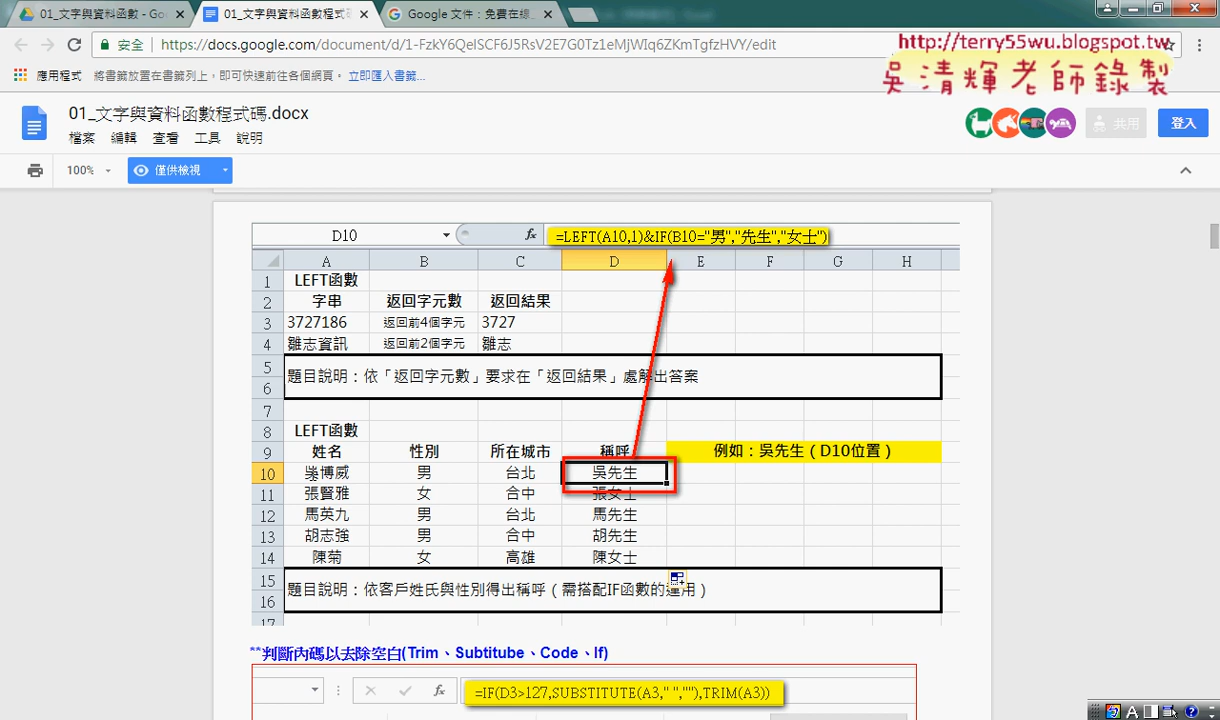 01_文字與資料函數 - Goo
01_文字與資料函數程式碼
Google 文件：免費在線
安全 https://docs.google.com/document/d/1-FzkY6QeISCF6J5RsV2E7G0Tz1eMjWIq6ZKmTgfzHVY/edit
http://terry55wu.blogspot.tw
吳清輝老師錄製
應用程式 將書籤放置在書籤列上，即可快速前往各個網頁。 立即匯入書籤...
01_文字與資料函數程式碼.docx
檔案 編輯 查看 工具 說明
共用 登入
100% 僅供檢視
D10 fx =LEFT(A10,1)&IF(B10="男","先生","女士")
A B C D E F G H
1 LEFT函數
2 字串 返回字元數 返回結果
3 3727186 返回前4個字元 3727
4 雛志資訊 返回前2個字元 雛志
5 題目說明：依「返回字元數」要求在「返回結果」處解出答案
6
7
8 LEFT函數
9 姓名 性別 所在城市 稱呼 例如：吳先生（D10位置）
10 吳博威 男 台北 吳先生
11 張賢雅 女 台中 張女士
12 馬英九 男 台北 馬先生
13 胡志強 男 台中 胡先生
14 陳菊 女 高雄 陳女士
15 題目說明：依客戶姓氏與性別得出稱呼（需搭配IF函數的運用）
16
17
**判斷內碼以去除空白(Trim、Subtitube、Code、If)
fx =IF(D3>127,SUBSTITUTE(A3," ",""),TRIM(A3))